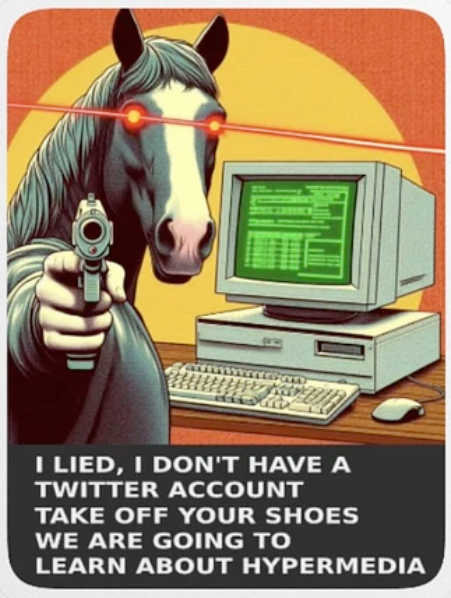 I LIED, I DON'T HAVE A
TWITTER ACCOUNT
TAKE OFF YOUR SHOES
WE ARE GOING TO
LEARN ABOUT HYPERMEDIA